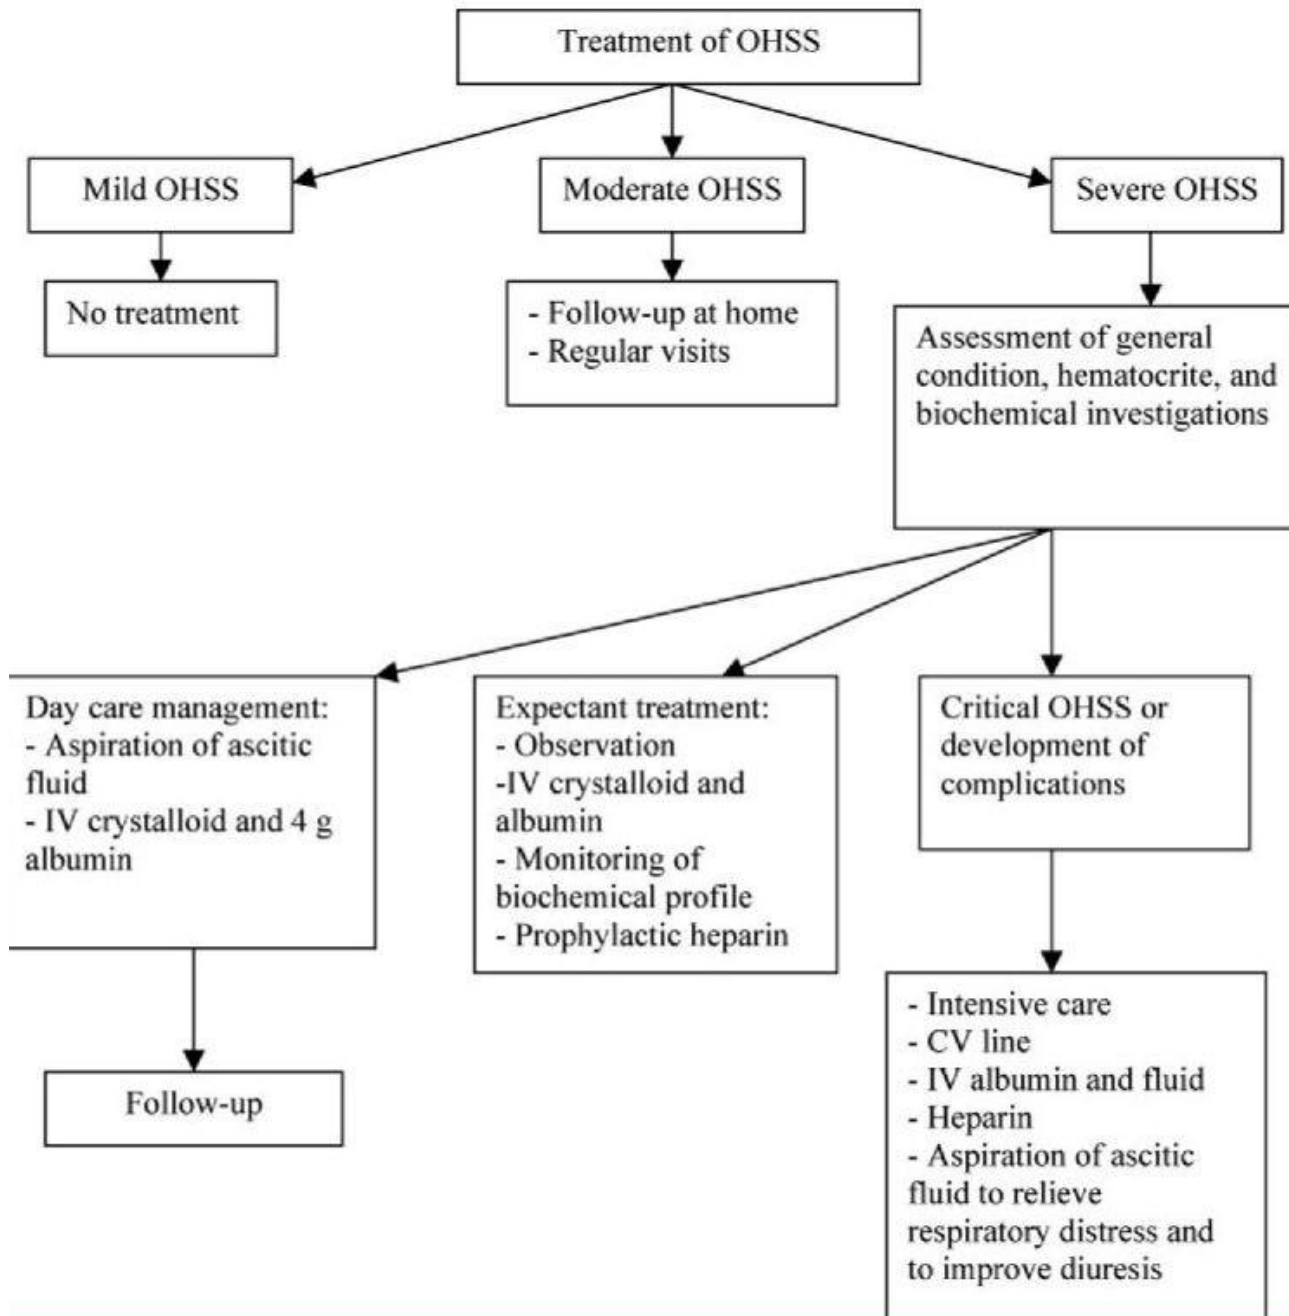 Treatment of OHSS
Mild OHSS
Moderate OHSS
Severe OHSS
No treatment
- Follow-up at home
- Regular visits
Assessment of general
condition, hematocrite, and
biochemical investigations
Day care management:
- Aspiration of ascitic
fluid
- IV crystalloid and 4 g
albumin
Expectant treatment:
- Observation
-IV crystalloid and
albumin
- Monitoring of
biochemical profile
- Prophylactic heparin
Critical OHSS or
development of
complications
Follow-up
- Intensive care
- CV line
- IV albumin and fluid
- Heparin
- Aspiration of ascitic
fluid to relieve
respiratory distress and
to improve diuresis